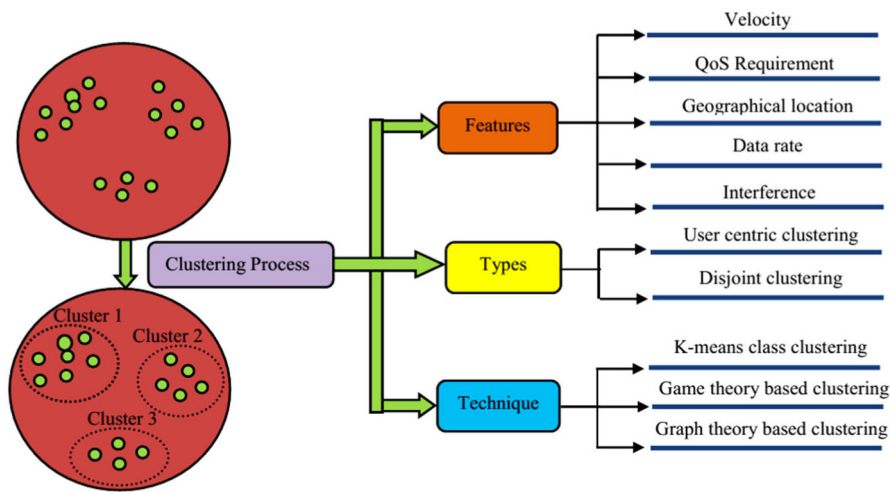 Velocity
QoS Requirement
Geographical location
Data rate
Interference
Features
Clustering Process
Types
User centric clustering
Disjoint clustering
Technique
K-means class clustering
Game theory based clustering
Graph theory based clustering
Cluster 1
Cluster 2
Cluster 3